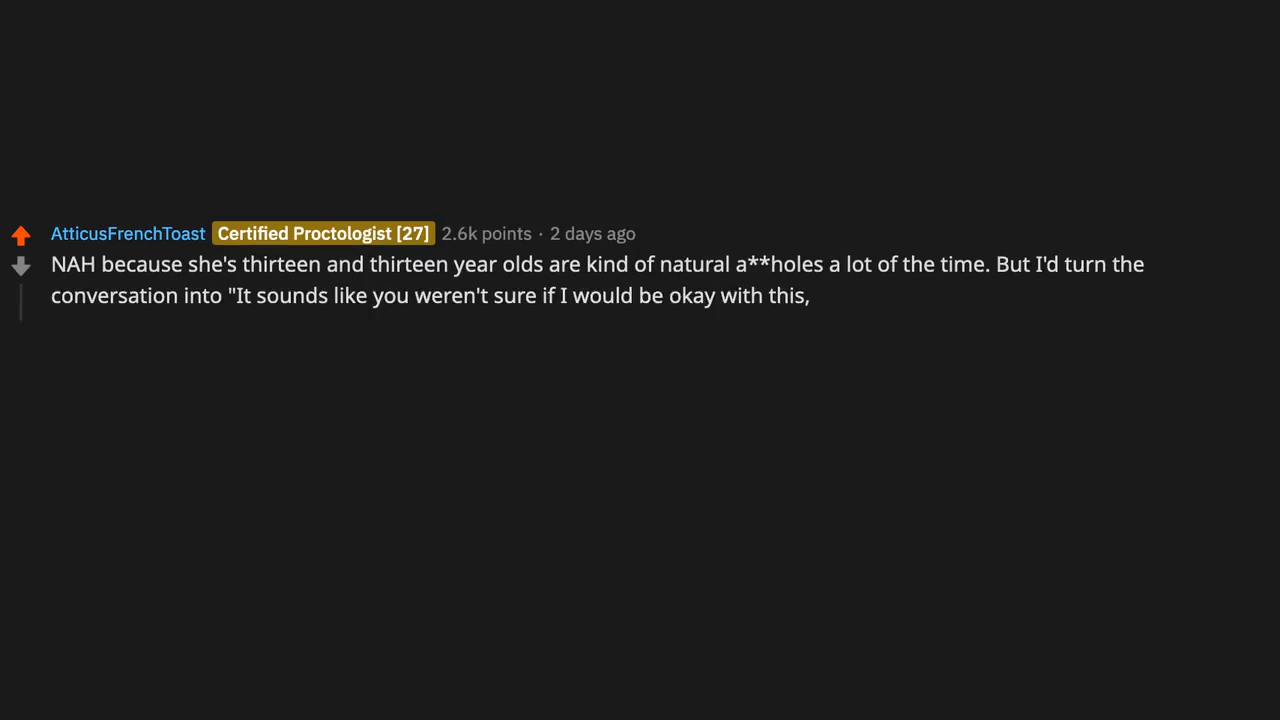 AtticusFrenchToast Certified Proctologist [27] 2.6k points · 2 days ago
NAH because she's thirteen and thirteen year olds are kind of natural a**holes a lot of the time. But I'd turn the
conversation into "It sounds like you weren't sure if I would be okay with this,